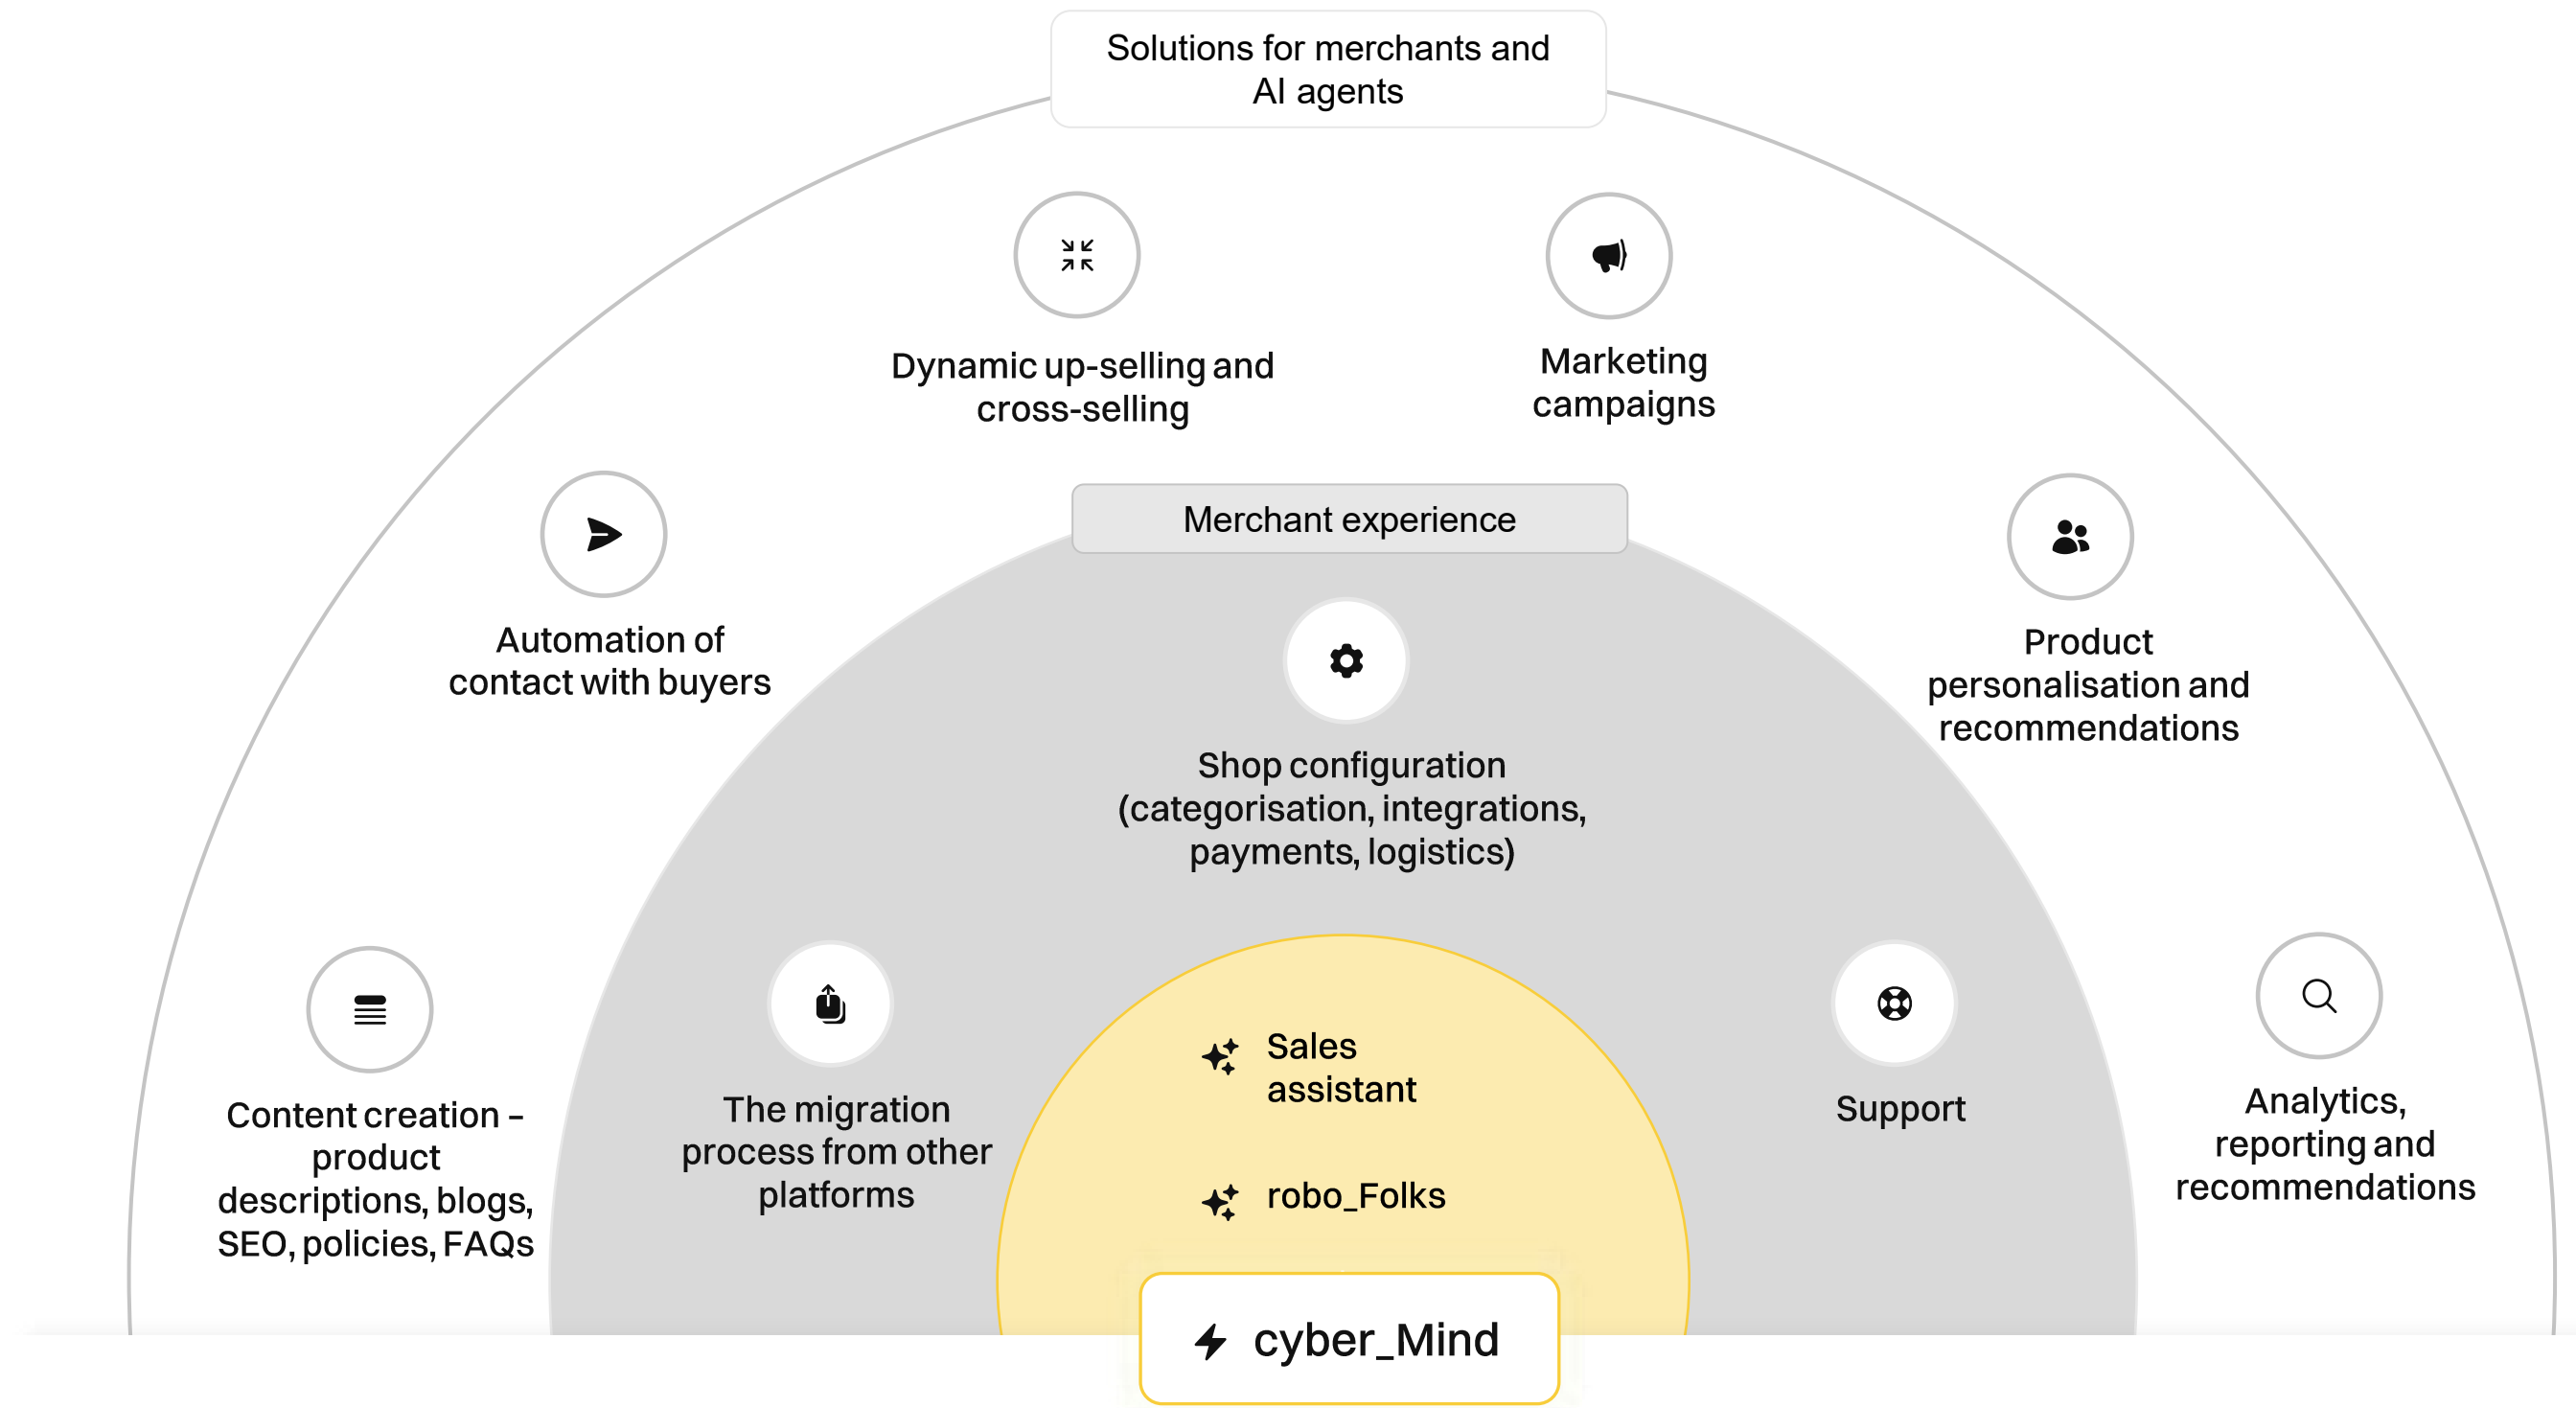 Solutions for merchants and
AI agents
Dynamic up-selling and
cross-selling
Marketing
campaigns
Merchant experience
Automation of
contact with buyers
Product
personalisation and
recommendations
Shop configuration
(categorisation, integrations,
payments, logistics)
Content creation –
product
descriptions, blogs,
SEO, policies, FAQs
The migration
process from other
platforms
Sales
assistant
robo_Folks
Support
Analytics,
reporting and
recommendations
cyber_Mind